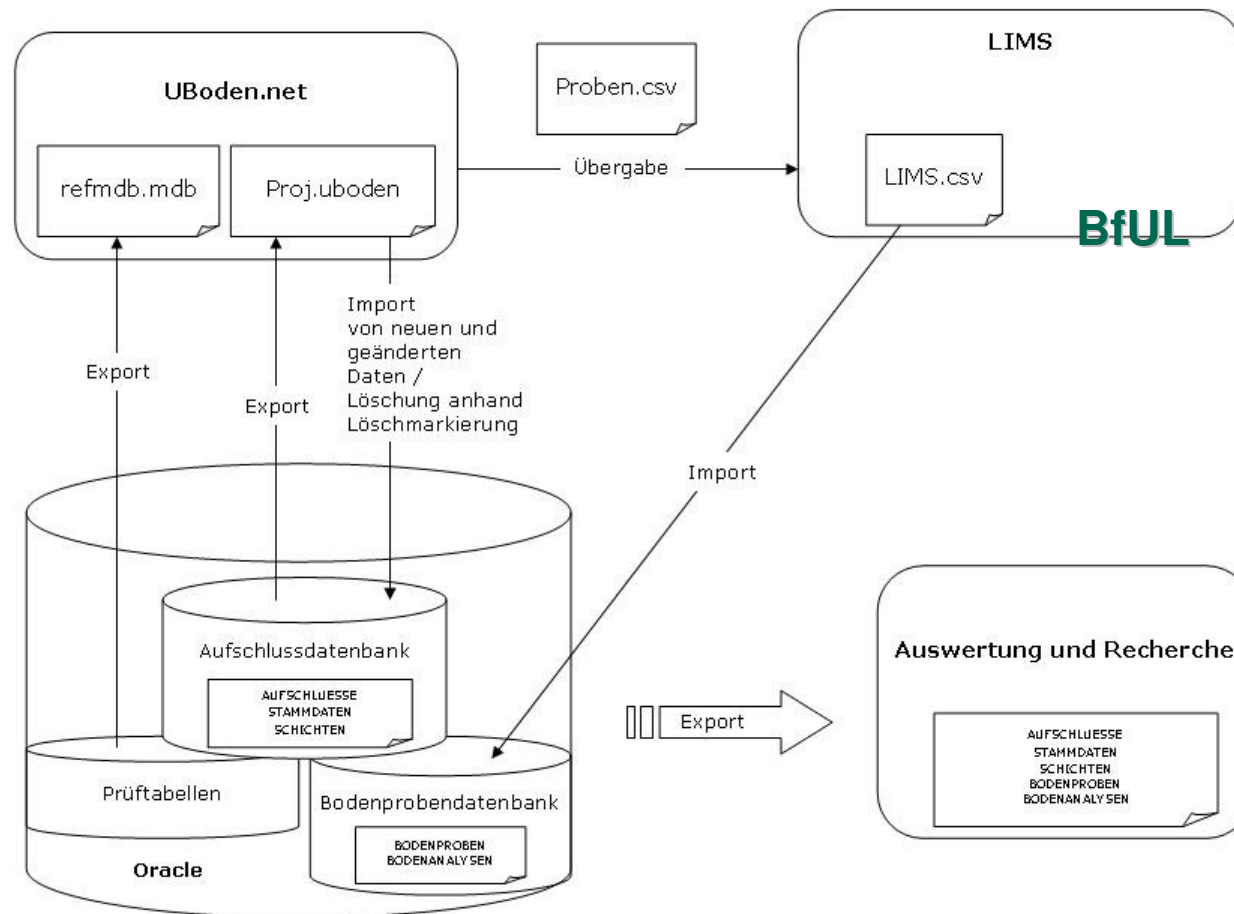 UBoden.net
refmdb.mdb
Proj.uboden
Proben.csv
Übergabe
LIMS
LIMS.csv
BfUL
Export
Export
Import
von neuen und
geänderten
Daten /
Löschung anhand
Löschmarkierung
Import
Aufschlussdatenbank
AUFSCHLUESSE
STAMMDATEN
SCHICHTEN
Prüftabellen
Bodenprobendatenbank
BODENPROBEN
BODENANALYSEN
Oracle
Export
Auswertung und Recherche
AUFSCHLUESSE
STAMMDATEN
SCHICHTEN
BODENPROBEN
BODENANALYSEN